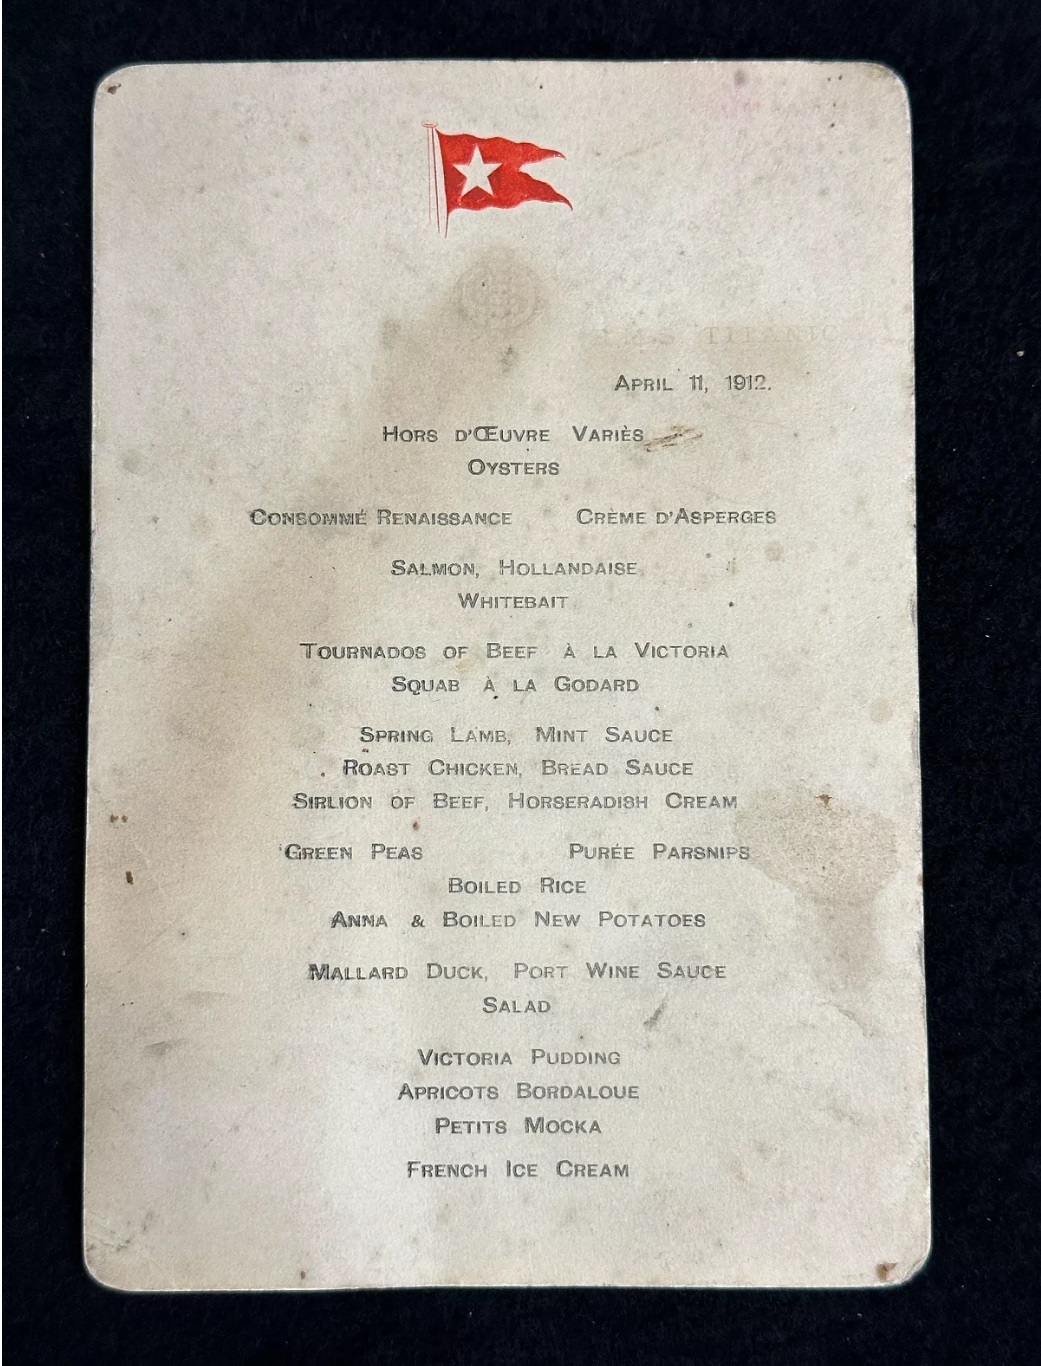 April 11, 1912.
Hors d'Œuvre Variès
Oysters
Consommé Renaissance Crème d'Asperges
Salmon, Hollandaise
Whitebait
Tournados of Beef à la Victoria
Squab à la Godard
Spring Lamb, Mint Sauce
Roast Chicken, Bread Sauce
Sirlion of Beef, Horseradish Cream
Green Peas Purée Parsnips
Boiled Rice
Anna & Boiled New Potatoes
Mallard Duck, Port Wine Sauce
Salad
Victoria Pudding
Apricots Bordaloue
Petits Mocka
French Ice Cream